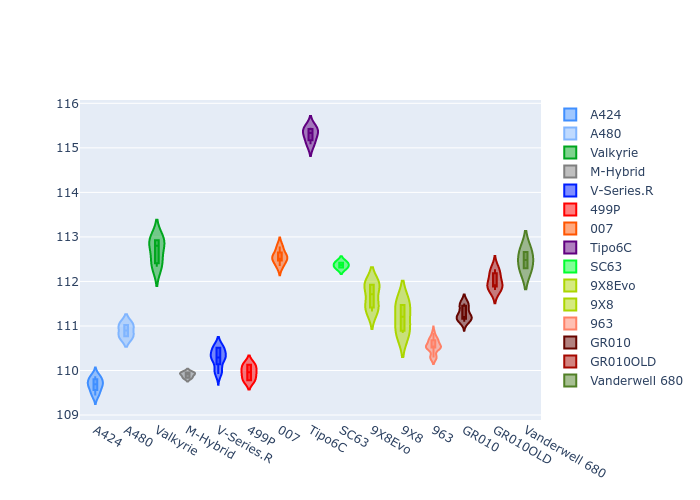 116
115
114
113
112
111
110
109
A424
A480
Valkyrie
M-Hybrid
V-Series.R
499P
007
Tipo6C
SC63
9X8Evo
9X8
963
GR010
GR010OLD
Vanderwell 680
A424
A480
Valkyrie
M-Hybrid
V-Series.R
499P
007
Tipo6C
SC63
9X8Evo
9X8
963
GR010
GR010OLD
Vanderwell 680